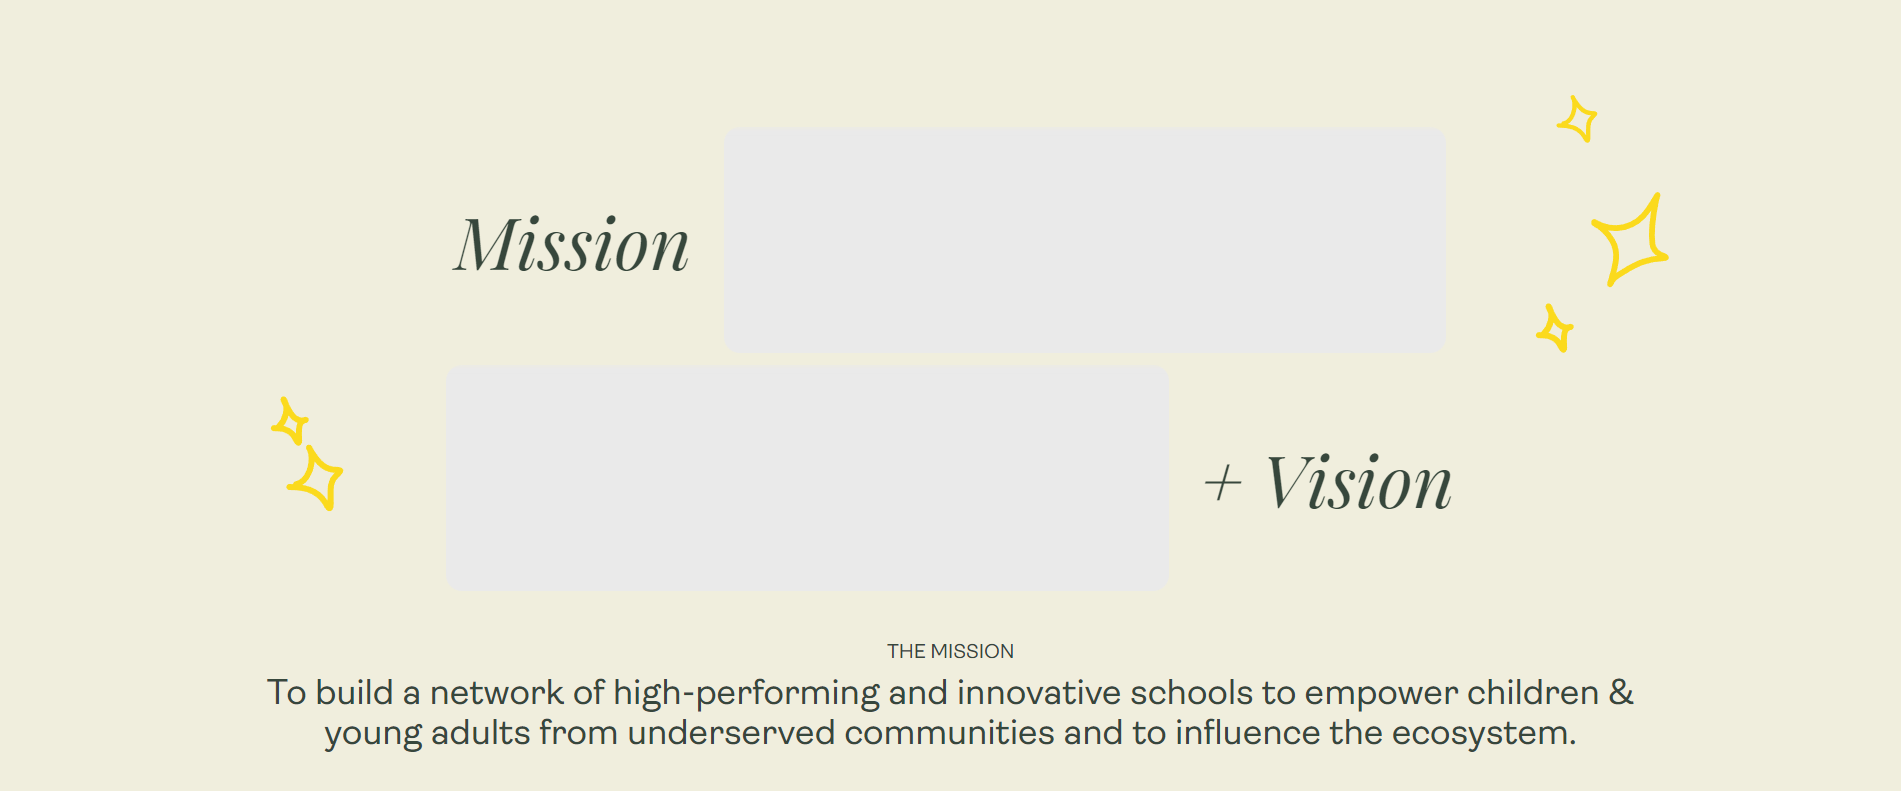 Mission
+ Vision
THE MISSION
To build a network of high-performing and innovative schools to empower children &
young adults from underserved communities and to influence the ecosystem.